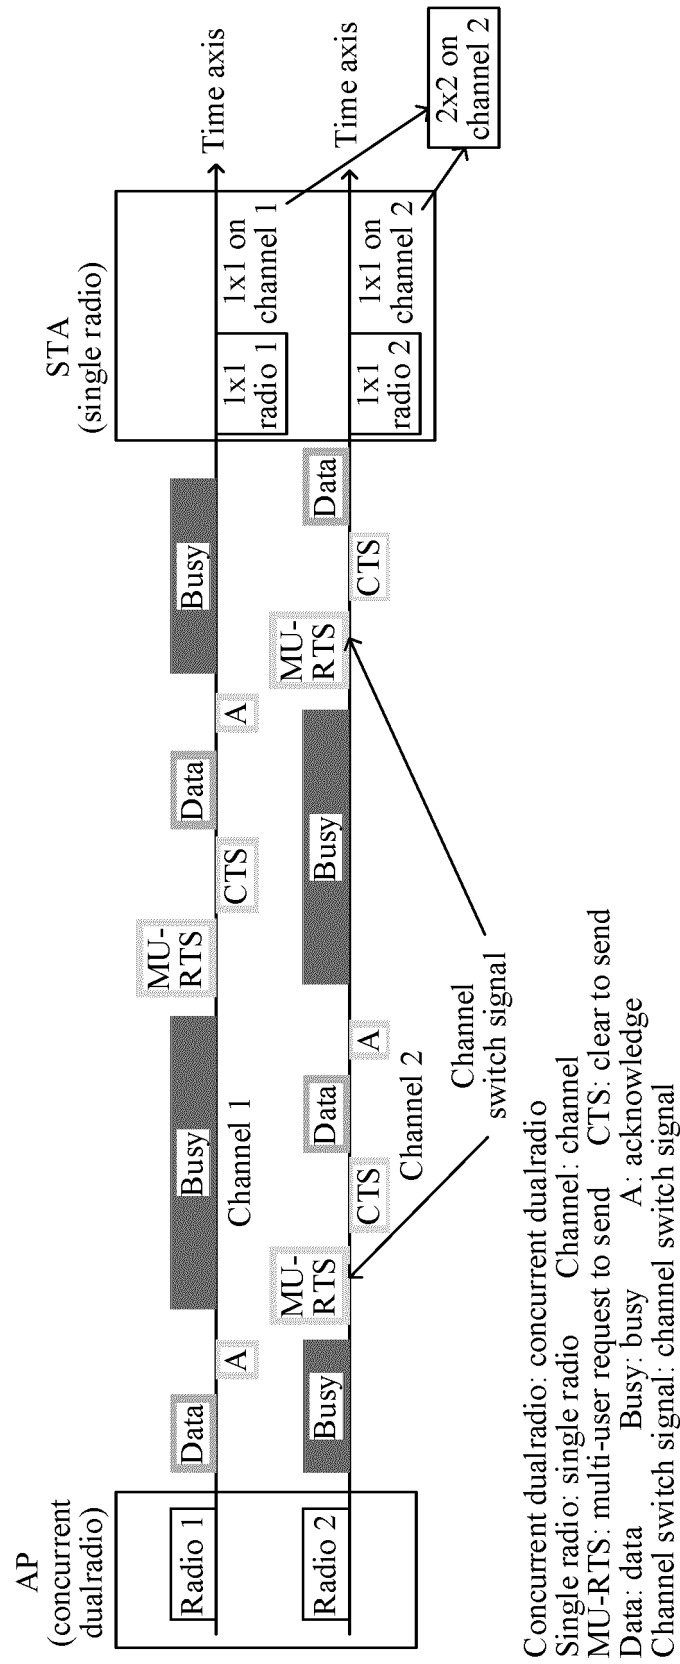 AP
(concurrent
dualradio)
STA
(single radio)
Radio 1
Data
A
Busy
Channel 1
MU-
RTS
CTS
Data
A
Busy
1x1
radio 1
1x1 on
channel 1
Time axis
Radio 2
Busy
MU-
RTS
CTS
Data
A
Channel 2
Busy
MU-
RTS
CTS
Data
1x1
radio 2
1x1 on
channel 2
Time axis
2x2 on
channel 2
Channel
switch signal
Concurrent dualradio: concurrent dualradio
Single radio: single radio Channel: channel
MU-RTS: multi-user request to send CTS: clear to send
Data: data Busy: busy A: acknowledge
Channel switch signal: channel switch signal